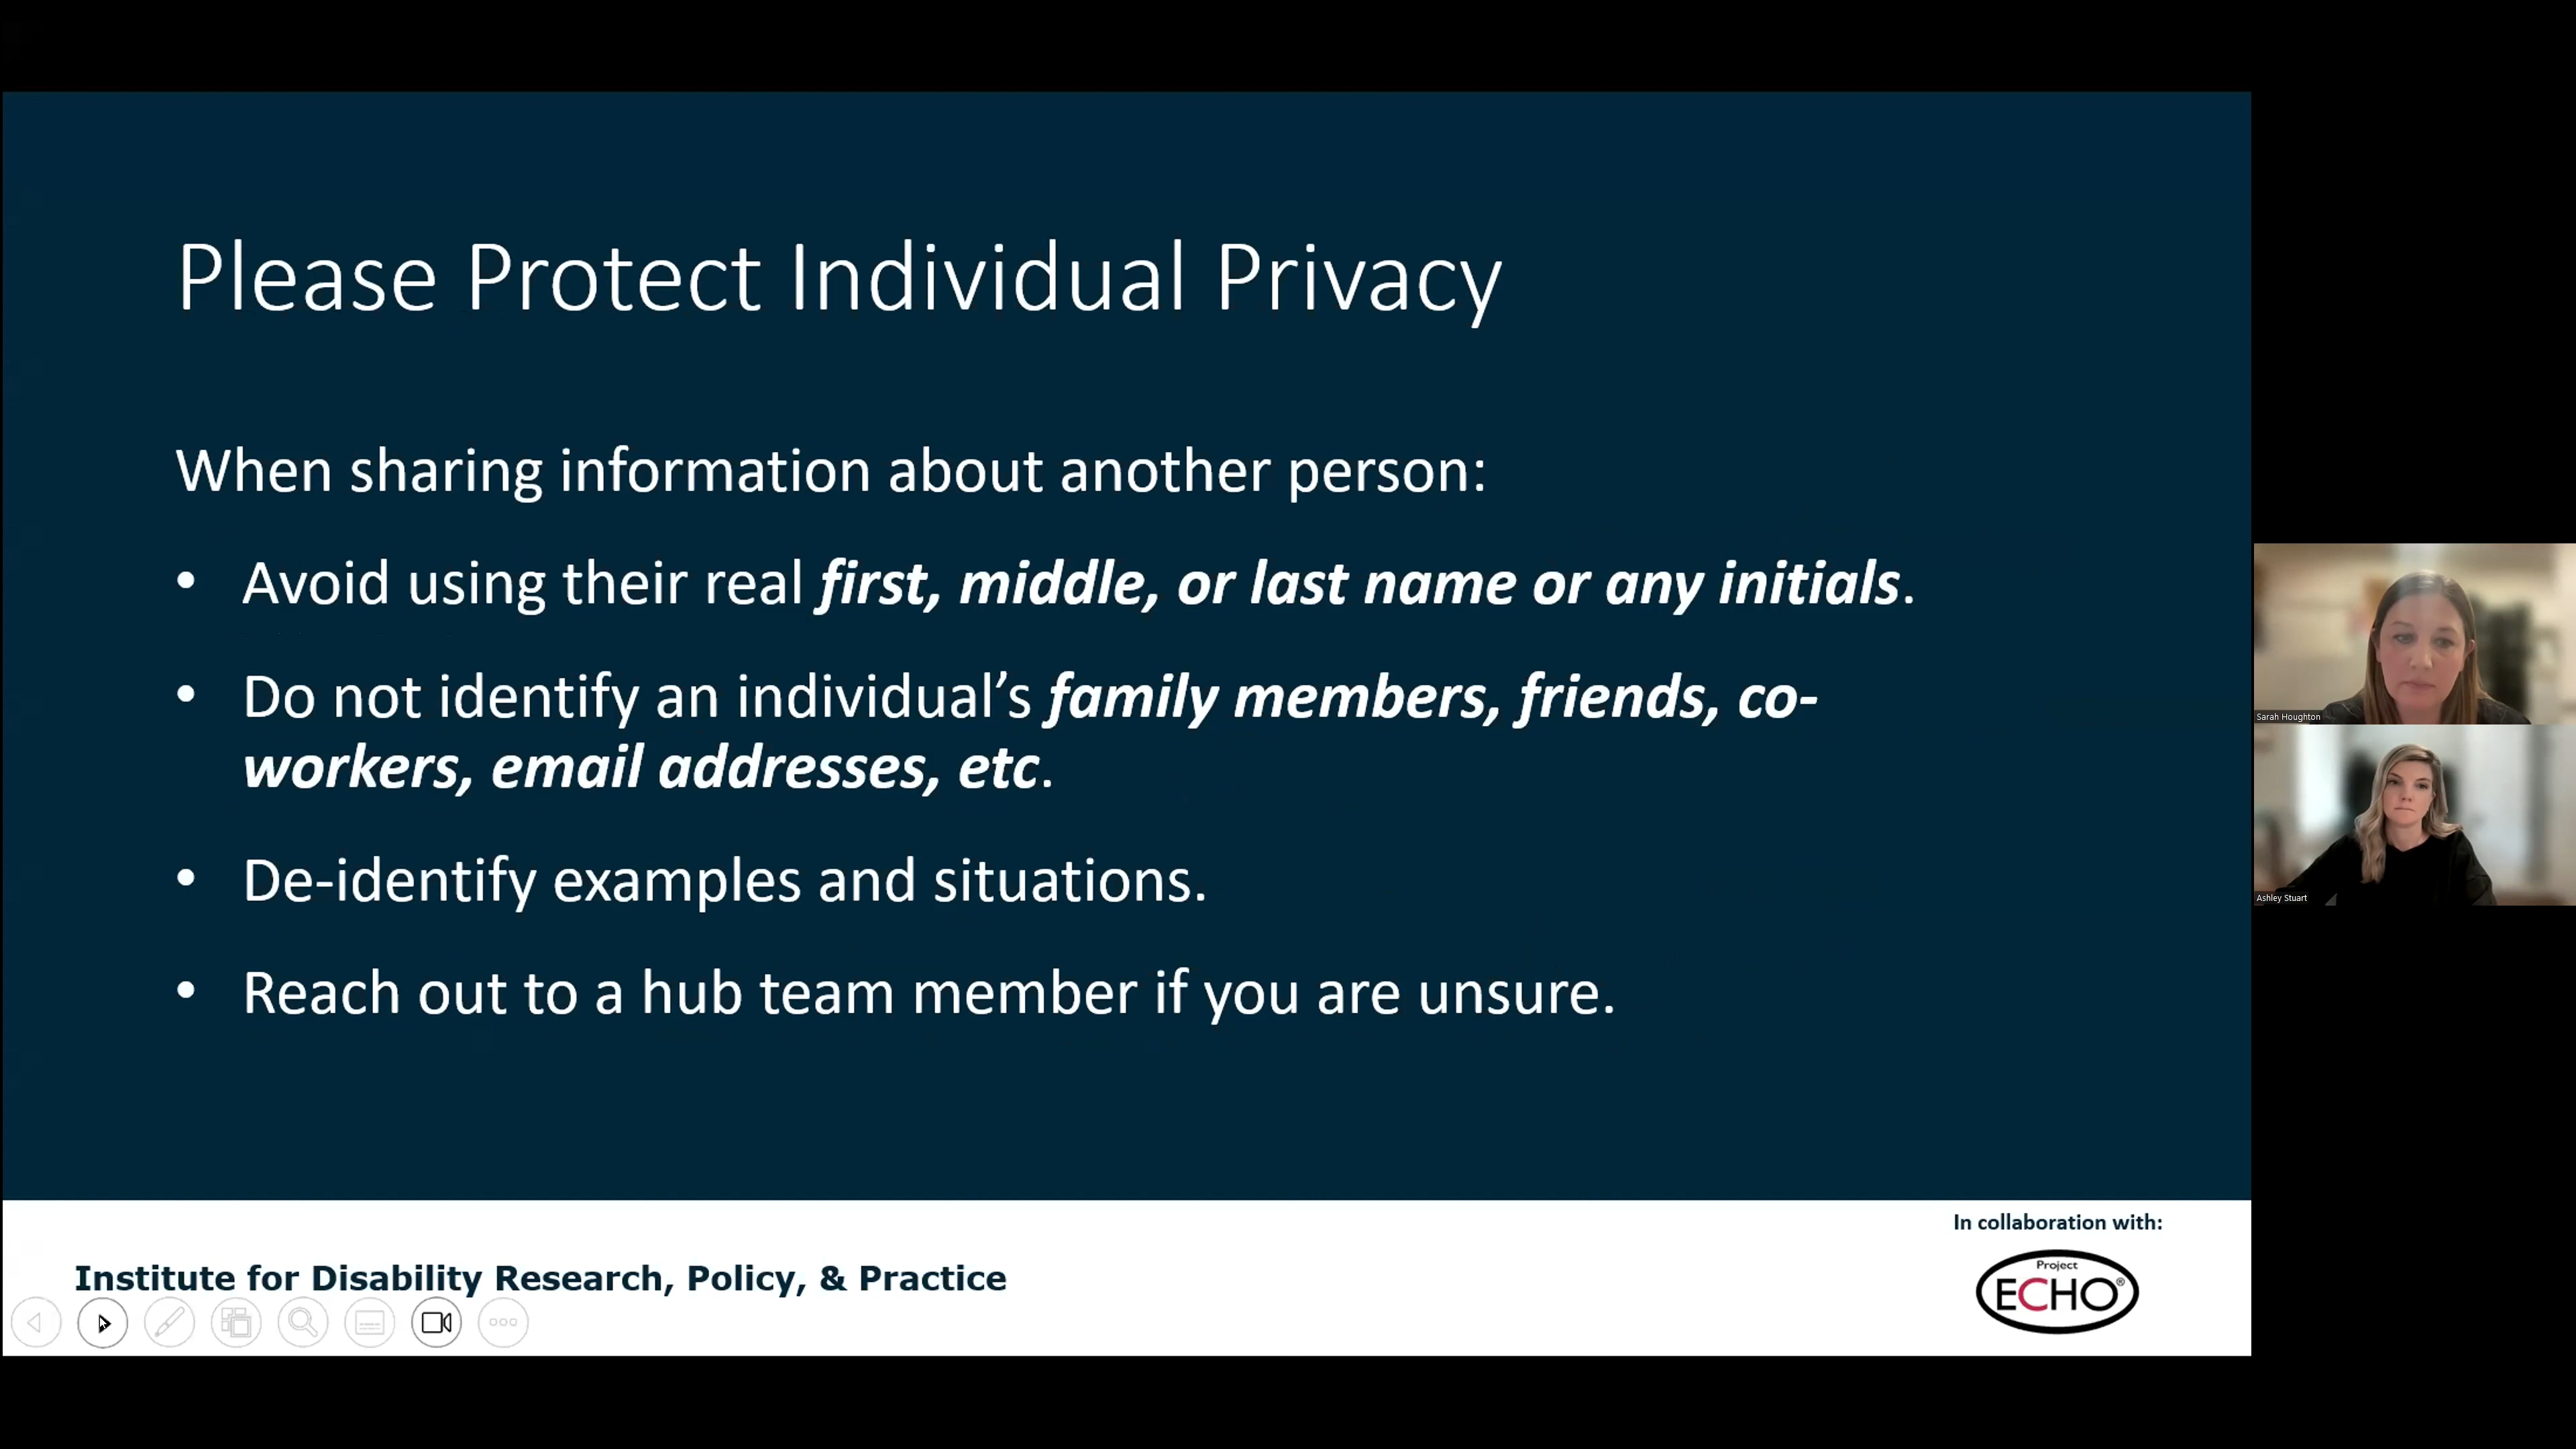 Please Protect Individual Privacy
When sharing information about another person:
• Avoid using their real first, middle, or last name or any initials.
• Do not identify an individual’s family members, friends, co-
workers, email addresses, etc.
• De-identify examples and situations.
• Reach out to a hub team member if you are unsure.
Sarah Houghton
Ashley Stuart
In collaboration with:
Institute for Disability Research, Policy, & Practice
Project
ECHO®